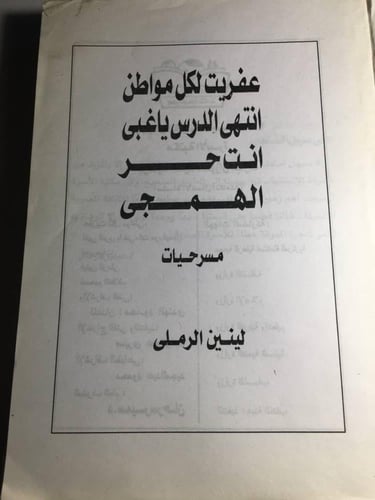 عفريت لكل مواطن
انتهى الدرس ياغبى
انت حر
الهمجى
مسرحيات
لينين الرملى